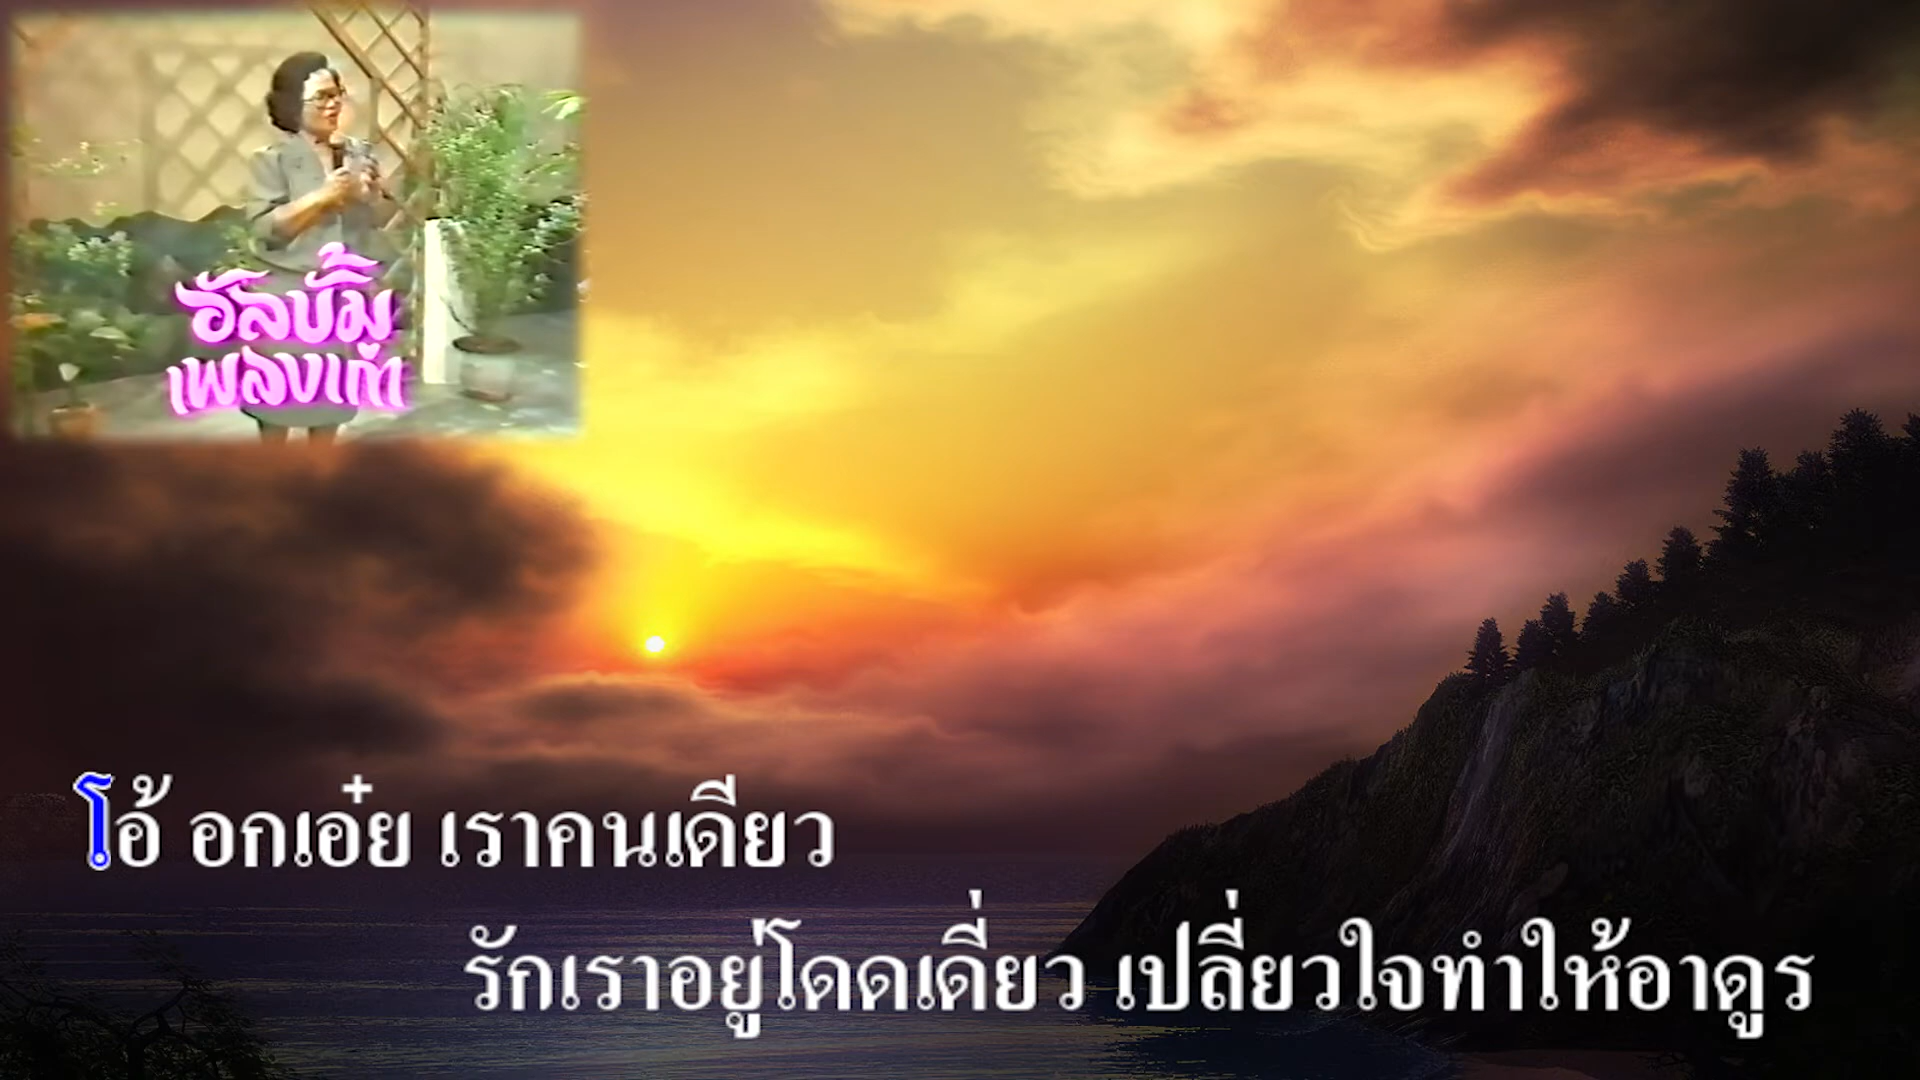 อัลบั้ม
เพลงเก่า
โอ้ อกเอ๋ย เราคนเดียว
รักเราอยู่โดดเดี่ยว เปลี่ยวใจทำให้อาดูร